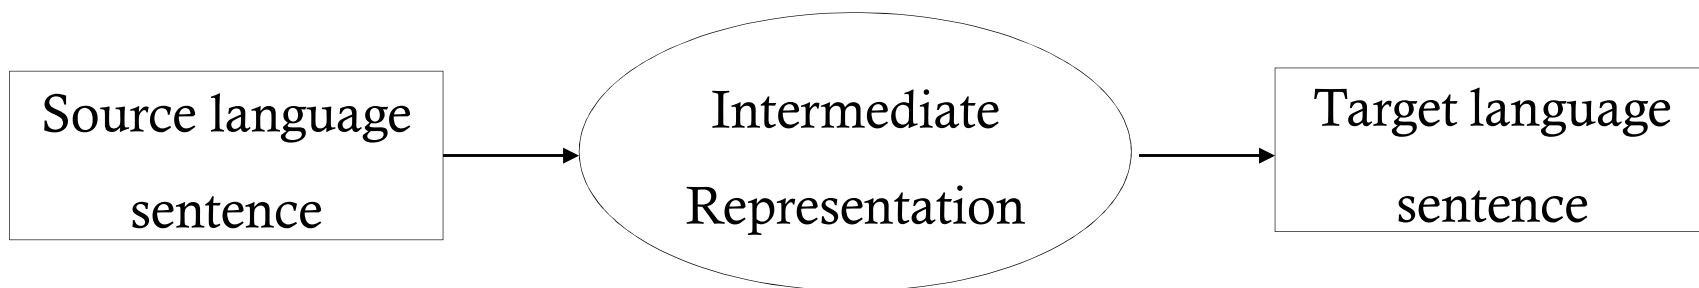 Source language
sentence
Intermediate
Representation
Target language
sentence